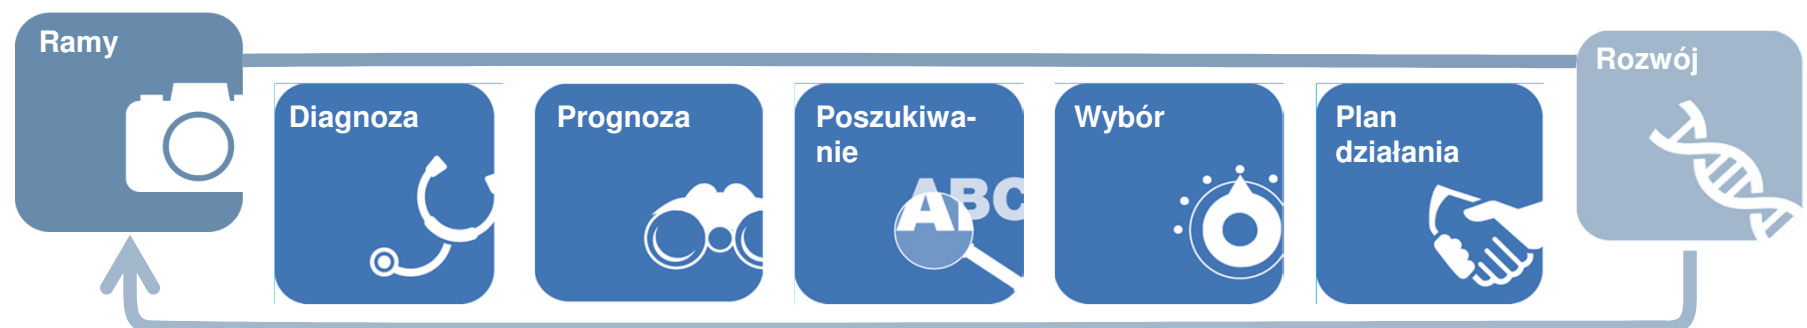 Ramy
Rozwój
Diagnoza
Prognoza
Poszukiwa-
nie
Wybór
Plan
działania
ABC